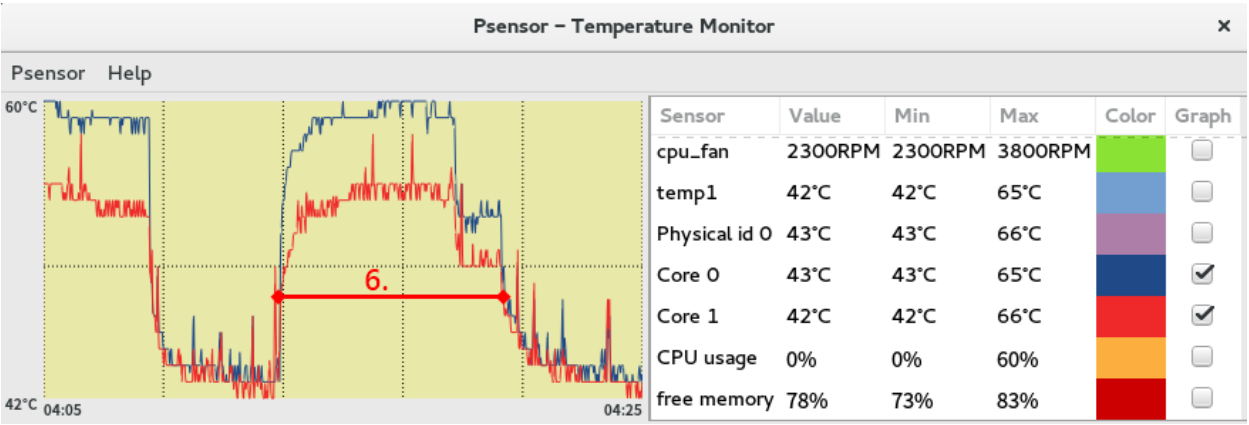 Psensor – Temperature Monitor ×
Psensor Help
60°C
6.
42°C
04:05 04:25
Sensor Value Min Max Color Graph
cpu_fan 2300RPM 2300RPM 3800RPM
temp1 42°C 42°C 65°C
Physical id 0 43°C 43°C 66°C
Core 0 43°C 43°C 65°C
Core 1 42°C 42°C 66°C
CPU usage 0% 0% 60%
free memory 78% 73% 83%